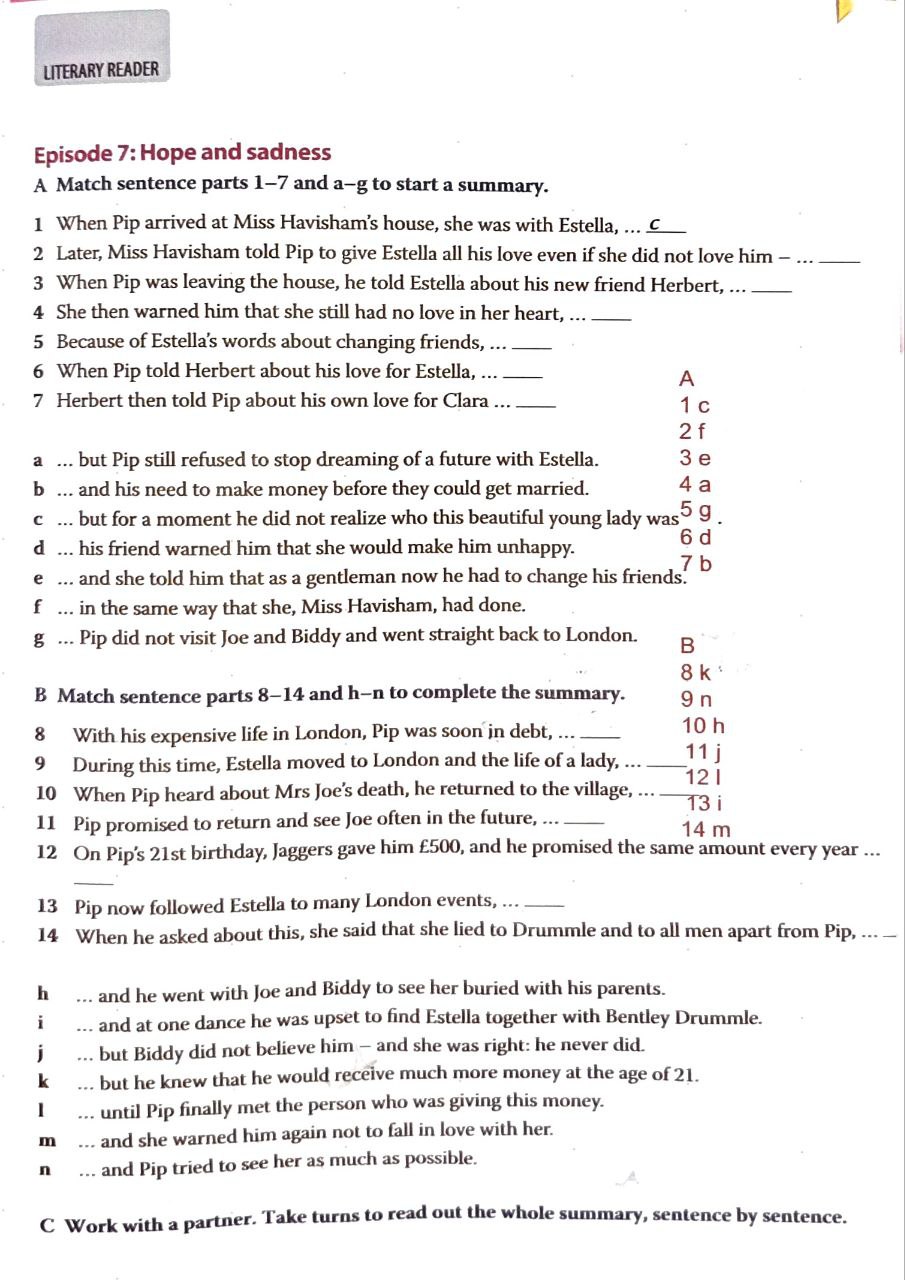 LITERARY READER
Episode 7: Hope and sadness
A Match sentence parts 1–7 and a–g to start a summary.
1 When Pip arrived at Miss Havisham's house, she was with Estella, ... c
2 Later, Miss Havisham told Pip to give Estella all his love even if she did not love him – ... ____
3 When Pip was leaving the house, he told Estella about his new friend Herbert, ... ____
4 She then warned him that she still had no love in her heart, ... ____
5 Because of Estella's words about changing friends, ... ____
6 When Pip told Herbert about his love for Estella, ... ____
7 Herbert then told Pip about his own love for Clara ... ____
a ... but Pip still refused to stop dreaming of a future with Estella.
b ... and his need to make money before they could get married.
c ... but for a moment he did not realize who this beautiful young lady was.
d ... his friend warned him that she would make him unhappy.
e ... and she told him that as a gentleman now he had to change his friends.
f ... in the same way that she, Miss Havisham, had done.
g ... Pip did not visit Joe and Biddy and went straight back to London.
A
1 c
2 f
3 e
4 a
5 g
6 d
7 b
B Match sentence parts 8–14 and h–n to complete the summary.
8 With his expensive life in London, Pip was soon in debt, ... ____
9 During this time, Estella moved to London and the life of a lady, ... ____
10 When Pip heard about Mrs Joe's death, he returned to the village, ... ____
11 Pip promised to return and see Joe often in the future, ... ____
12 On Pip's 21st birthday, Jaggers gave him £500, and he promised the same amount every year ...
____
13 Pip now followed Estella to many London events, ... ____
14 When he asked about this, she said that she lied to Drummle and to all men apart from Pip, ... _
B
8 k
9 n
10 h
11 j
12 l
13 i
14 m
h ... and he went with Joe and Biddy to see her buried with his parents.
i ... and at one dance he was upset to find Estella together with Bentley Drummle.
j ... but Biddy did not believe him – and she was right: he never did.
k ... but he knew that he would receive much more money at the age of 21.
l ... until Pip finally met the person who was giving this money.
m ... and she warned him again not to fall in love with her.
n ... and Pip tried to see her as much as possible.
C Work with a partner. Take turns to read out the whole summary, sentence by sentence.